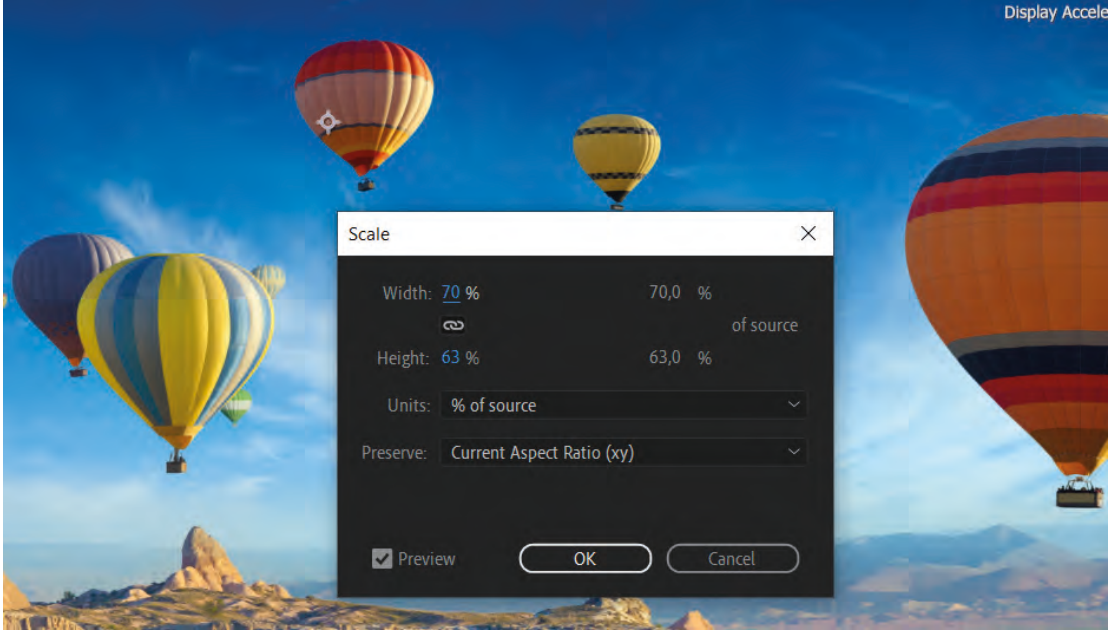 Display Accele
Scale
Width: 70 % 70,0 %
of source
Height: 63 % 63,0 %
Units: % of source
Preserve: Current Aspect Ratio (xy)
Preview OK Cancel